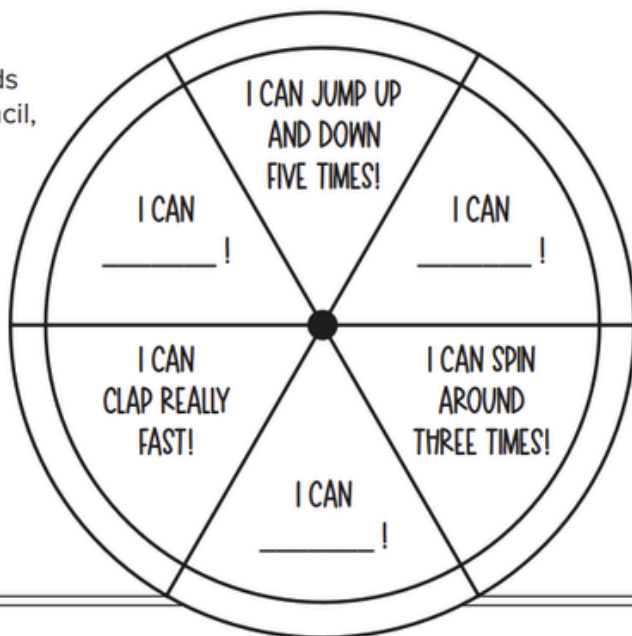 I CAN JUMP UP
AND DOWN
FIVE TIMES!
I CAN
_______ !
I CAN
_______ !
I CAN
CLAP REALLY
FAST!
I CAN SPIN
AROUND
THREE TIMES!
I CAN
_______ !